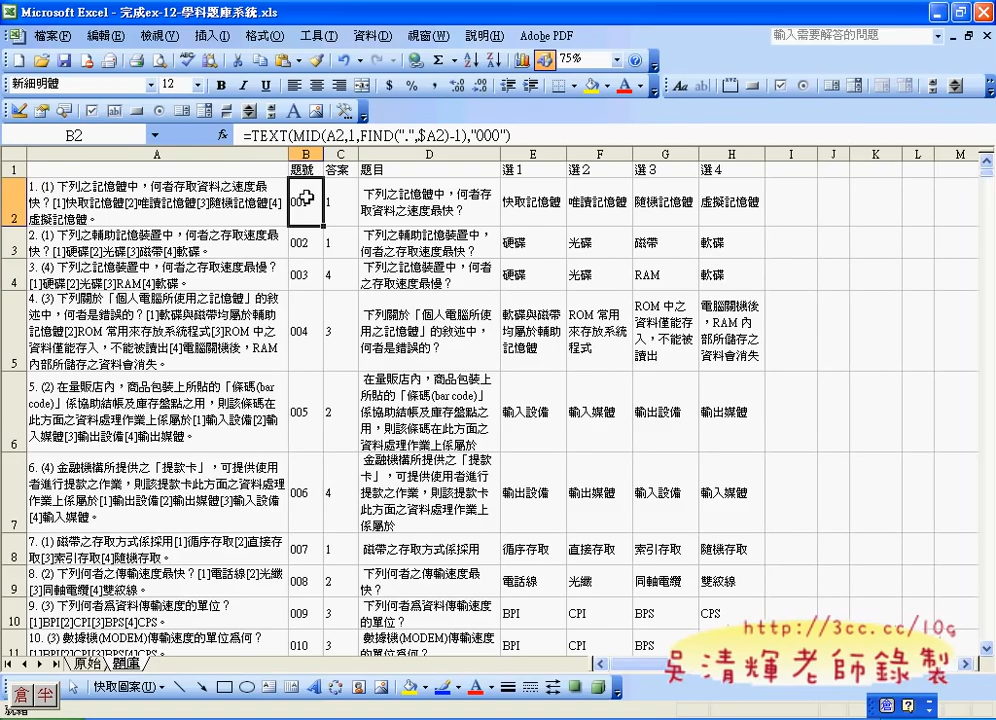 Microsoft Excel - 完成ex-12-學科題庫系統.xls
檔案(F) 編輯(E) 檢視(V) 插入(I) 格式(O) 工具(T) 資料(D) 視窗(W) 說明(H) Adobe PDF 輸入需要解答的問題
75%
新細明體 12 B I U
B2 fx =TEXT(MID(A2,1,FIND(".",$A2)-1),"000")
A B C D E F G H I J K L M
1 題號 答案 題目 選1 選2 選3 選4
1. (1) 下列之記憶體中，何者存取資料之速度最
快？[1]快取記憶體[2]唯讀記憶體[3]隨機記憶體[4]
虛擬記憶體。
2 1 下列之記憶體中，何者存
取資料之速度最快？ 快取記憶體 唯讀記憶體 隨機記憶體 虛擬記憶體
2. (1) 下列之輔助記憶裝置中，何者之存取速度最
快？[1]硬碟[2]光碟[3]磁帶[4]軟碟。
3 002 1 下列之輔助記憶裝置中，
何者之存取速度最快？ 硬碟 光碟 磁帶 軟碟
3. (4) 下列之記憶裝置中，何者之存取速度最慢？
[1]硬碟[2]光碟[3]RAM[4]軟碟。
4 003 4 下列之記憶裝置中，何者
之存取速度最慢？ 硬碟 光碟 RAM 軟碟
4. (3) 下列關於「個人電腦所使用之記憶體」的敘
述中，何者是錯誤的？[1]軟碟與磁帶均屬於輔助
記憶體[2]ROM 常用來存放系統程式[3]ROM 中之
資料僅能存入，不能被讀出[4]電腦關機後，RAM
內部所儲存之資料會消失。
5 004 3 下列關於「個人電腦所使
用之記憶體」的敘述中，
何者是錯誤的？
軟碟與磁帶
均屬於輔助
記憶體
ROM 常用
來存放系統
程式
ROM 中之
資料僅能存
入，不能被
讀出
電腦關機後
，RAM 內
部所儲存之
資料會消失
5. (2) 在量販店內，商品包裝上所貼的「條碼(bar
code)」係協助結帳及庫存盤點之用，則該條碼在
此方面之資料處理作業上係屬於[1]輸入設備[2]輸
入媒體[3]輸出設備[4]輸出媒體。
6 005 2 在量販店內，商品包裝上
所貼的「條碼(bar code)」
係協助結帳及庫存盤點之
用，則該條碼在此方面之
資料處理作業上係屬於
輸入設備 輸入媒體 輸出設備 輸出媒體
6. (4) 金融機構所提供之「提款卡」，可提供使用
者進行提款之作業，則該提款卡此方面之資料處理
作業上係屬於[1]輸出設備[2]輸出媒體[3]輸入設備
[4]輸入媒體。
7 006 4 金融機構所提供之「提款
卡」，可提供使用者進行
提款之作業，則該提款卡
此方面之資料處理作業上
係屬於
輸出設備 輸出媒體 輸入設備 輸入媒體
7. (1) 磁帶之存取方式係採用[1]循序存取[2]直接存
取[3]索引存取[4]隨機存取。
8 007 1 磁帶之存取方式係採用 循序存取 直接存取 索引存取 隨機存取
8. (2) 下列何者之傳輸速度最快？[1]電話線[2]光纖
[3]同軸電纜[4]雙絞線。
9 008 2 下列何者之傳輸速度最
快？ 電話線 光纖 同軸電纜 雙絞線
9. (3) 下列何者為資料傳輸速度的單位？
[1]BPI[2]CPI[3]BPS[4]CPS。
10 009 3 下列何者為資料傳輸速度
的單位？ BPI CPI BPS CPS
10. (3) 數據機(MODEM)傳輸速度的單位為何？
[1]BPI[2]CPI[3]BPS[4]CPS。
11 010 3 數據機(MODEM)傳輸速度
的單位為何？ BPI CPI
http://3cc.cc/10g
吳清輝老師錄製
原始 題庫
快取圖案(U)
倉 半
就緒